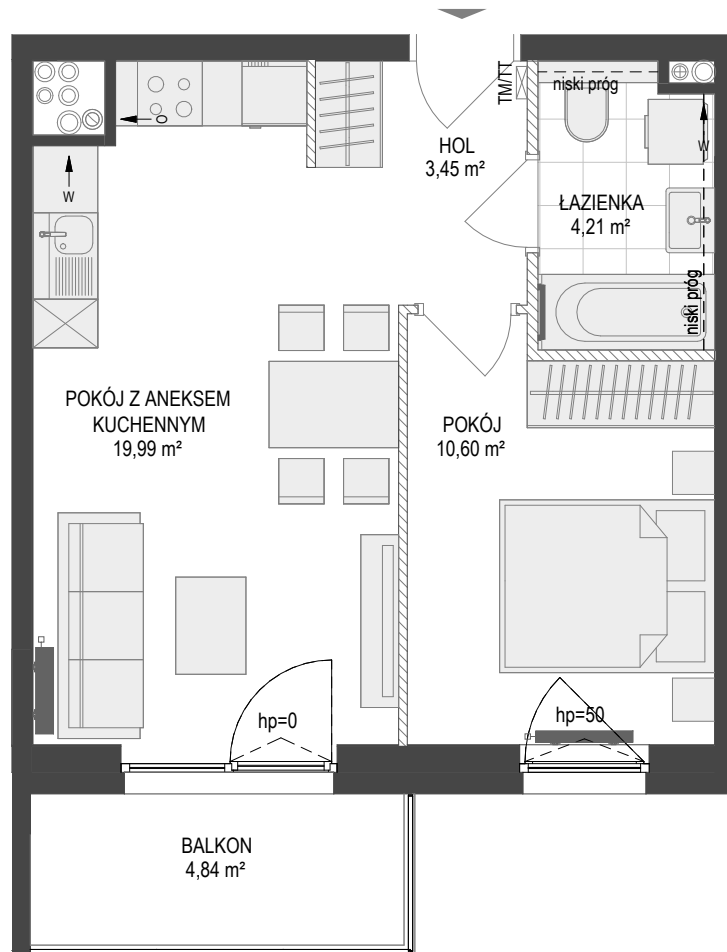 TM/TT
niski próg
HOL
3,45 m²
O
W
W
ŁAZIENKA
4,21 m²
niski próg
POKÓJ Z ANEKSEM
KUCHENNYM
19,99 m²
POKÓJ
10,60 m²
hp=0
hp=50
BALKON
4,84 m²